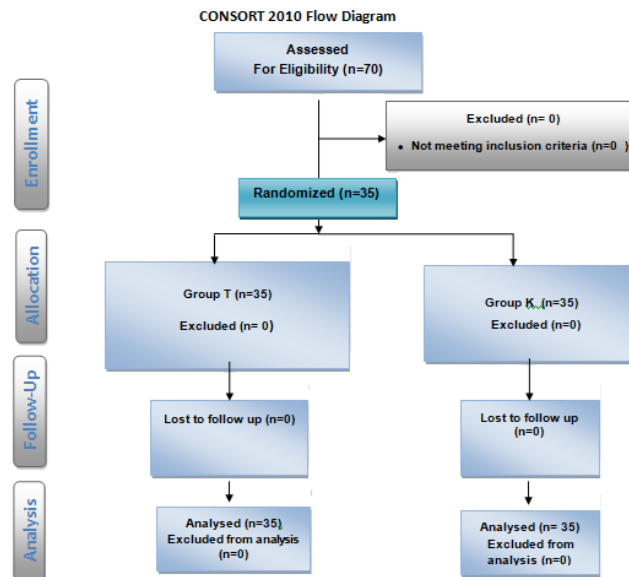 CONSORT 2010 Flow Diagram
Assessed
For Eligibility (n=70)
Enrollment
Excluded (n= 0)
• Not meeting inclusion criteria (n=0 )
Randomized (n=35)
Allocation
Group T (n=35)
Excluded (n= 0)
Group K (n=35)
Excluded (n=0)
Follow-Up
Lost to follow up (n=0)
Lost to follow up
(n=0)
Analysis
Analysed (n=35)
Excluded from analysis
(n=0)
Analysed (n= 35)
Excluded from
analysis (n=0)